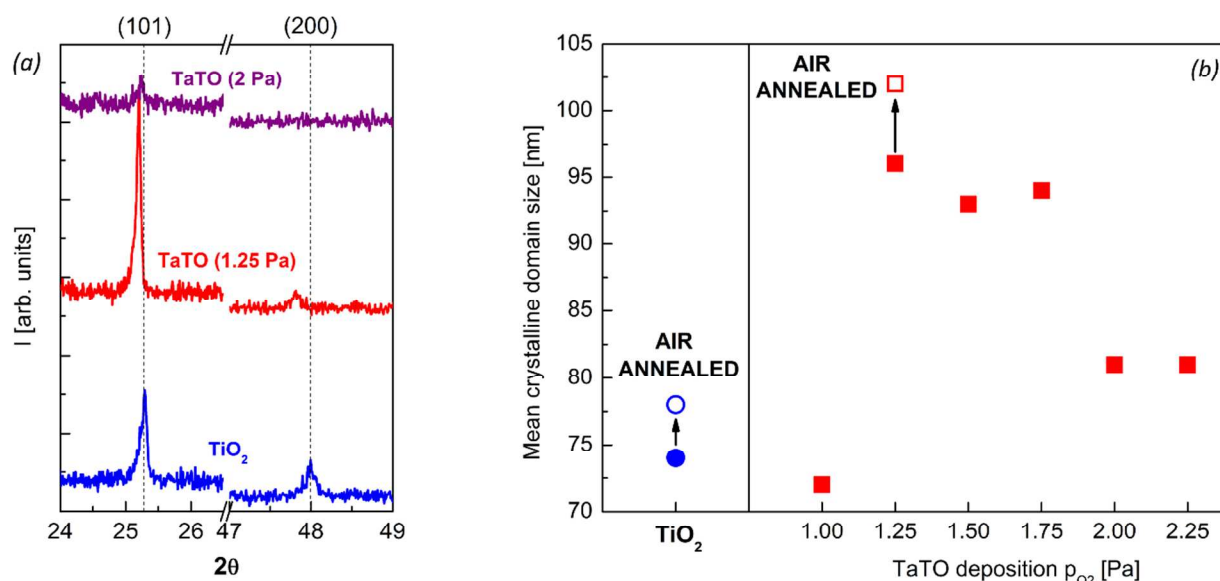 (101)
(200)
(a)
TaTO (2 Pa)
TaTO (1.25 Pa)
TiO₂
I [arb. units]
24
25
26
47
48
49
2θ
(b)
105
100
95
90
85
80
75
70
Mean crystalline domain size [nm]
AIR
ANNEALED
AIR
ANNEALED
TiO₂
1.00
1.25
1.50
1.75
2.00
2.25
TaTO deposition p_O2 [Pa]